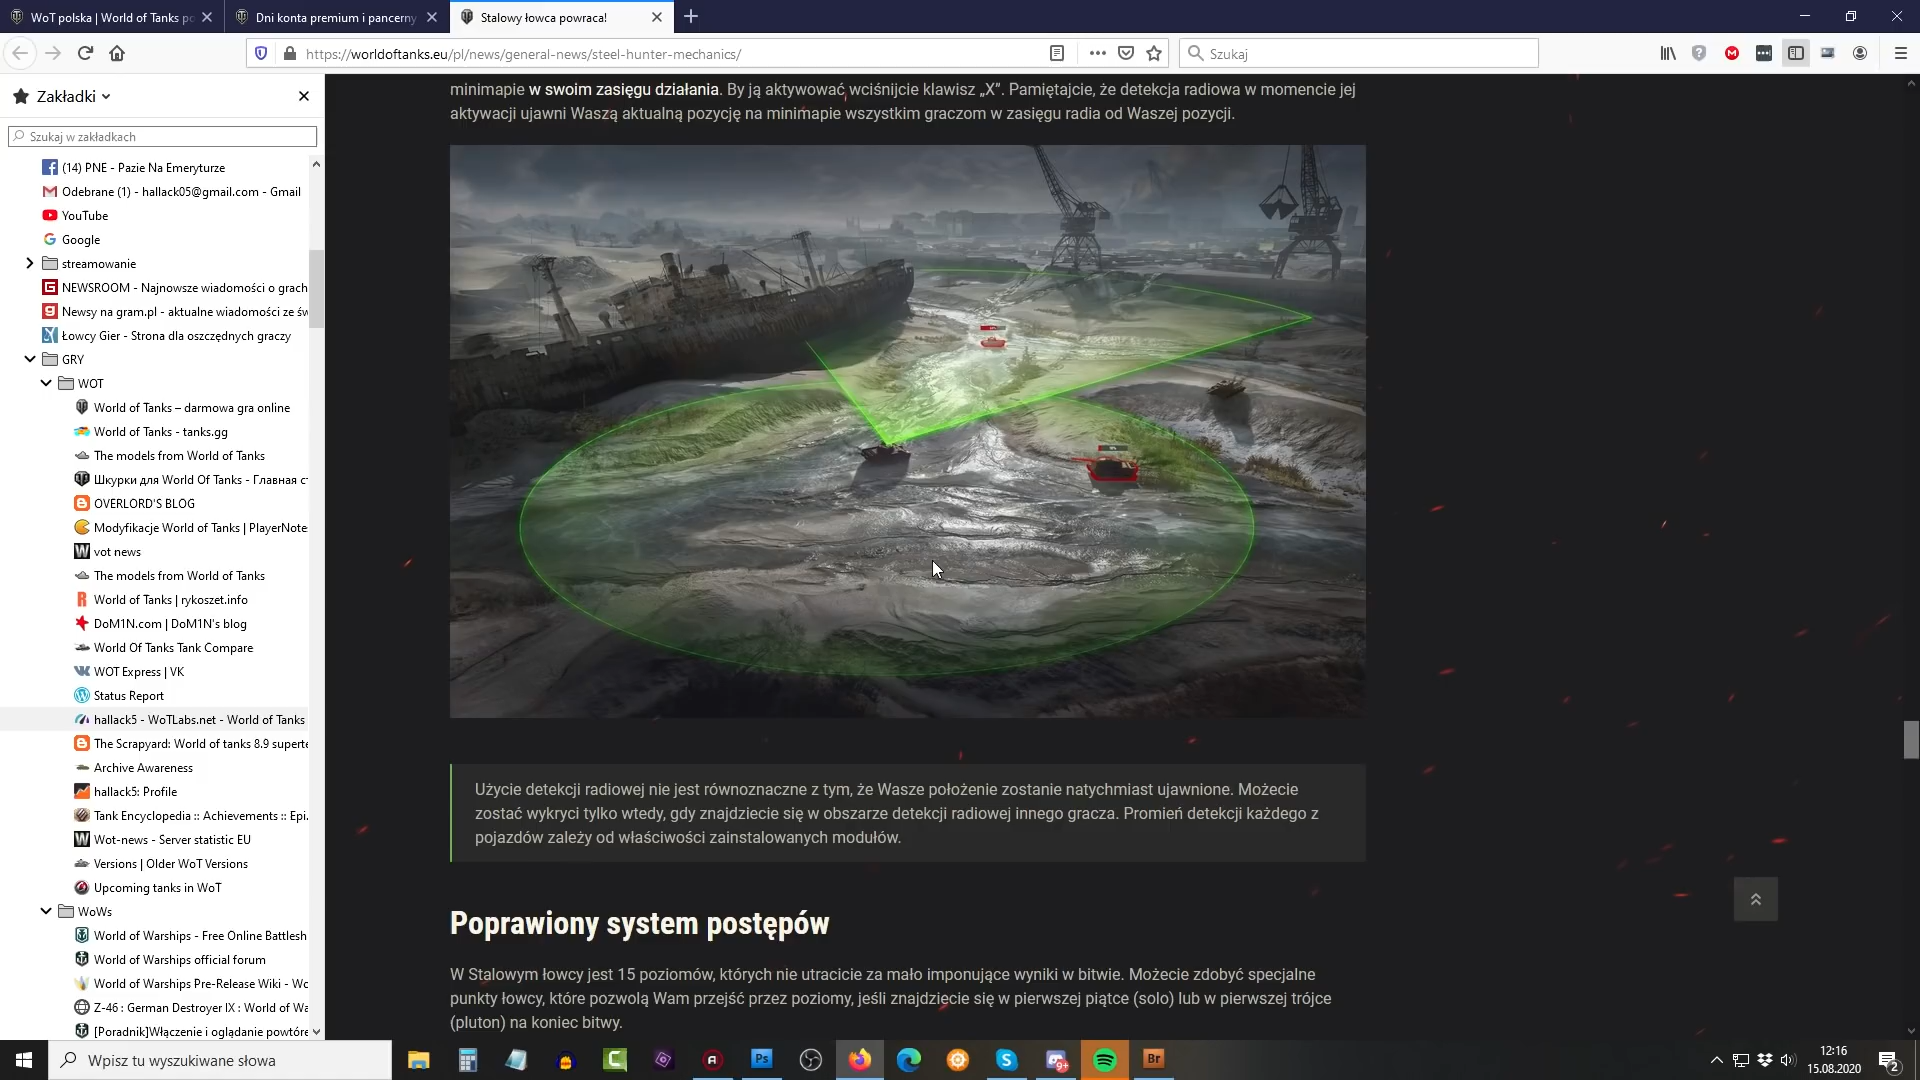 WoT polska | World of Tanks po
Dni konta premium i pancerny
Stalowy łowca powraca!
https://worldoftanks.eu/pl/news/general-news/steel-hunter-mechanics/
Szukaj
Zakładki
Szukaj w zakładkach
(14) PNE - Pazie Na Emeryturze
Odebrane (1) - hallack05@gmail.com - Gmail
YouTube
Google
streamowanie
NEWSROOM - Najnowsze wiadomości o grach
Newsy na gram.pl - aktualne wiadomości ze św
Łowcy Gier - Strona dla oszczędnych graczy
GRY
WOT
World of Tanks – darmowa gra online
World of Tanks - tanks.gg
The models from World of Tanks
Шкурки для World Of Tanks - Главная ст
OVERLORD'S BLOG
Modyfikacje World of Tanks | PlayerNote
vot news
The models from World of Tanks
World of Tanks | rykoszet.info
DoM1N.com | DoM1N's blog
World Of Tanks Tank Compare
WOT Express | VK
Status Report
hallack5 - WoTLabs.net - World of Tanks
The Scrapyard: World of tanks 8.9 superte
Archive Awareness
hallack5: Profile
Tank Encyclopedia :: Achievements :: Epi.
Wot-news - Server statistic EU
Versions | Older WoT Versions
Upcoming tanks in WoT
WoWs
World of Warships - Free Online Battlesh
World of Warships official forum
World of Warships Pre-Release Wiki - Wo
Z-46 : German Destroyer IX : World of Wa
[Poradnik]Włączenie i oglądanie powtóre
minimapie w swoim zasięgu działania. By ją aktywować wciśnijcie klawisz „X”. Pamiętajcie, że detekcja radiowa w momencie jej
aktywacji ujawni Waszą aktualną pozycję na minimapie wszystkim graczom w zasięgu radia od Waszej pozycji.
Użycie detekcji radiowej nie jest równoznaczne z tym, że Wasze położenie zostanie natychmiast ujawnione. Możecie
zostać wykryci tylko wtedy, gdy znajdziecie się w obszarze detekcji radiowej innego gracza. Promień detekcji każdego z
pojazdów zależy od właściwości zainstalowanych modułów.
Poprawiony system postępów
W Stalowym łowcy jest 15 poziomów, których nie utracicie za mało imponujące wyniki w bitwie. Możecie zdobyć specjalne
punkty łowcy, które pozwolą Wam przejść przez poziomy, jeśli znajdziecie się w pierwszej piątce (solo) lub w pierwszej trójce
(pluton) na koniec bitwy.
Wpisz tu wyszukiwane słowa
Ps
Br
9+
12:16
15.08.2020
2